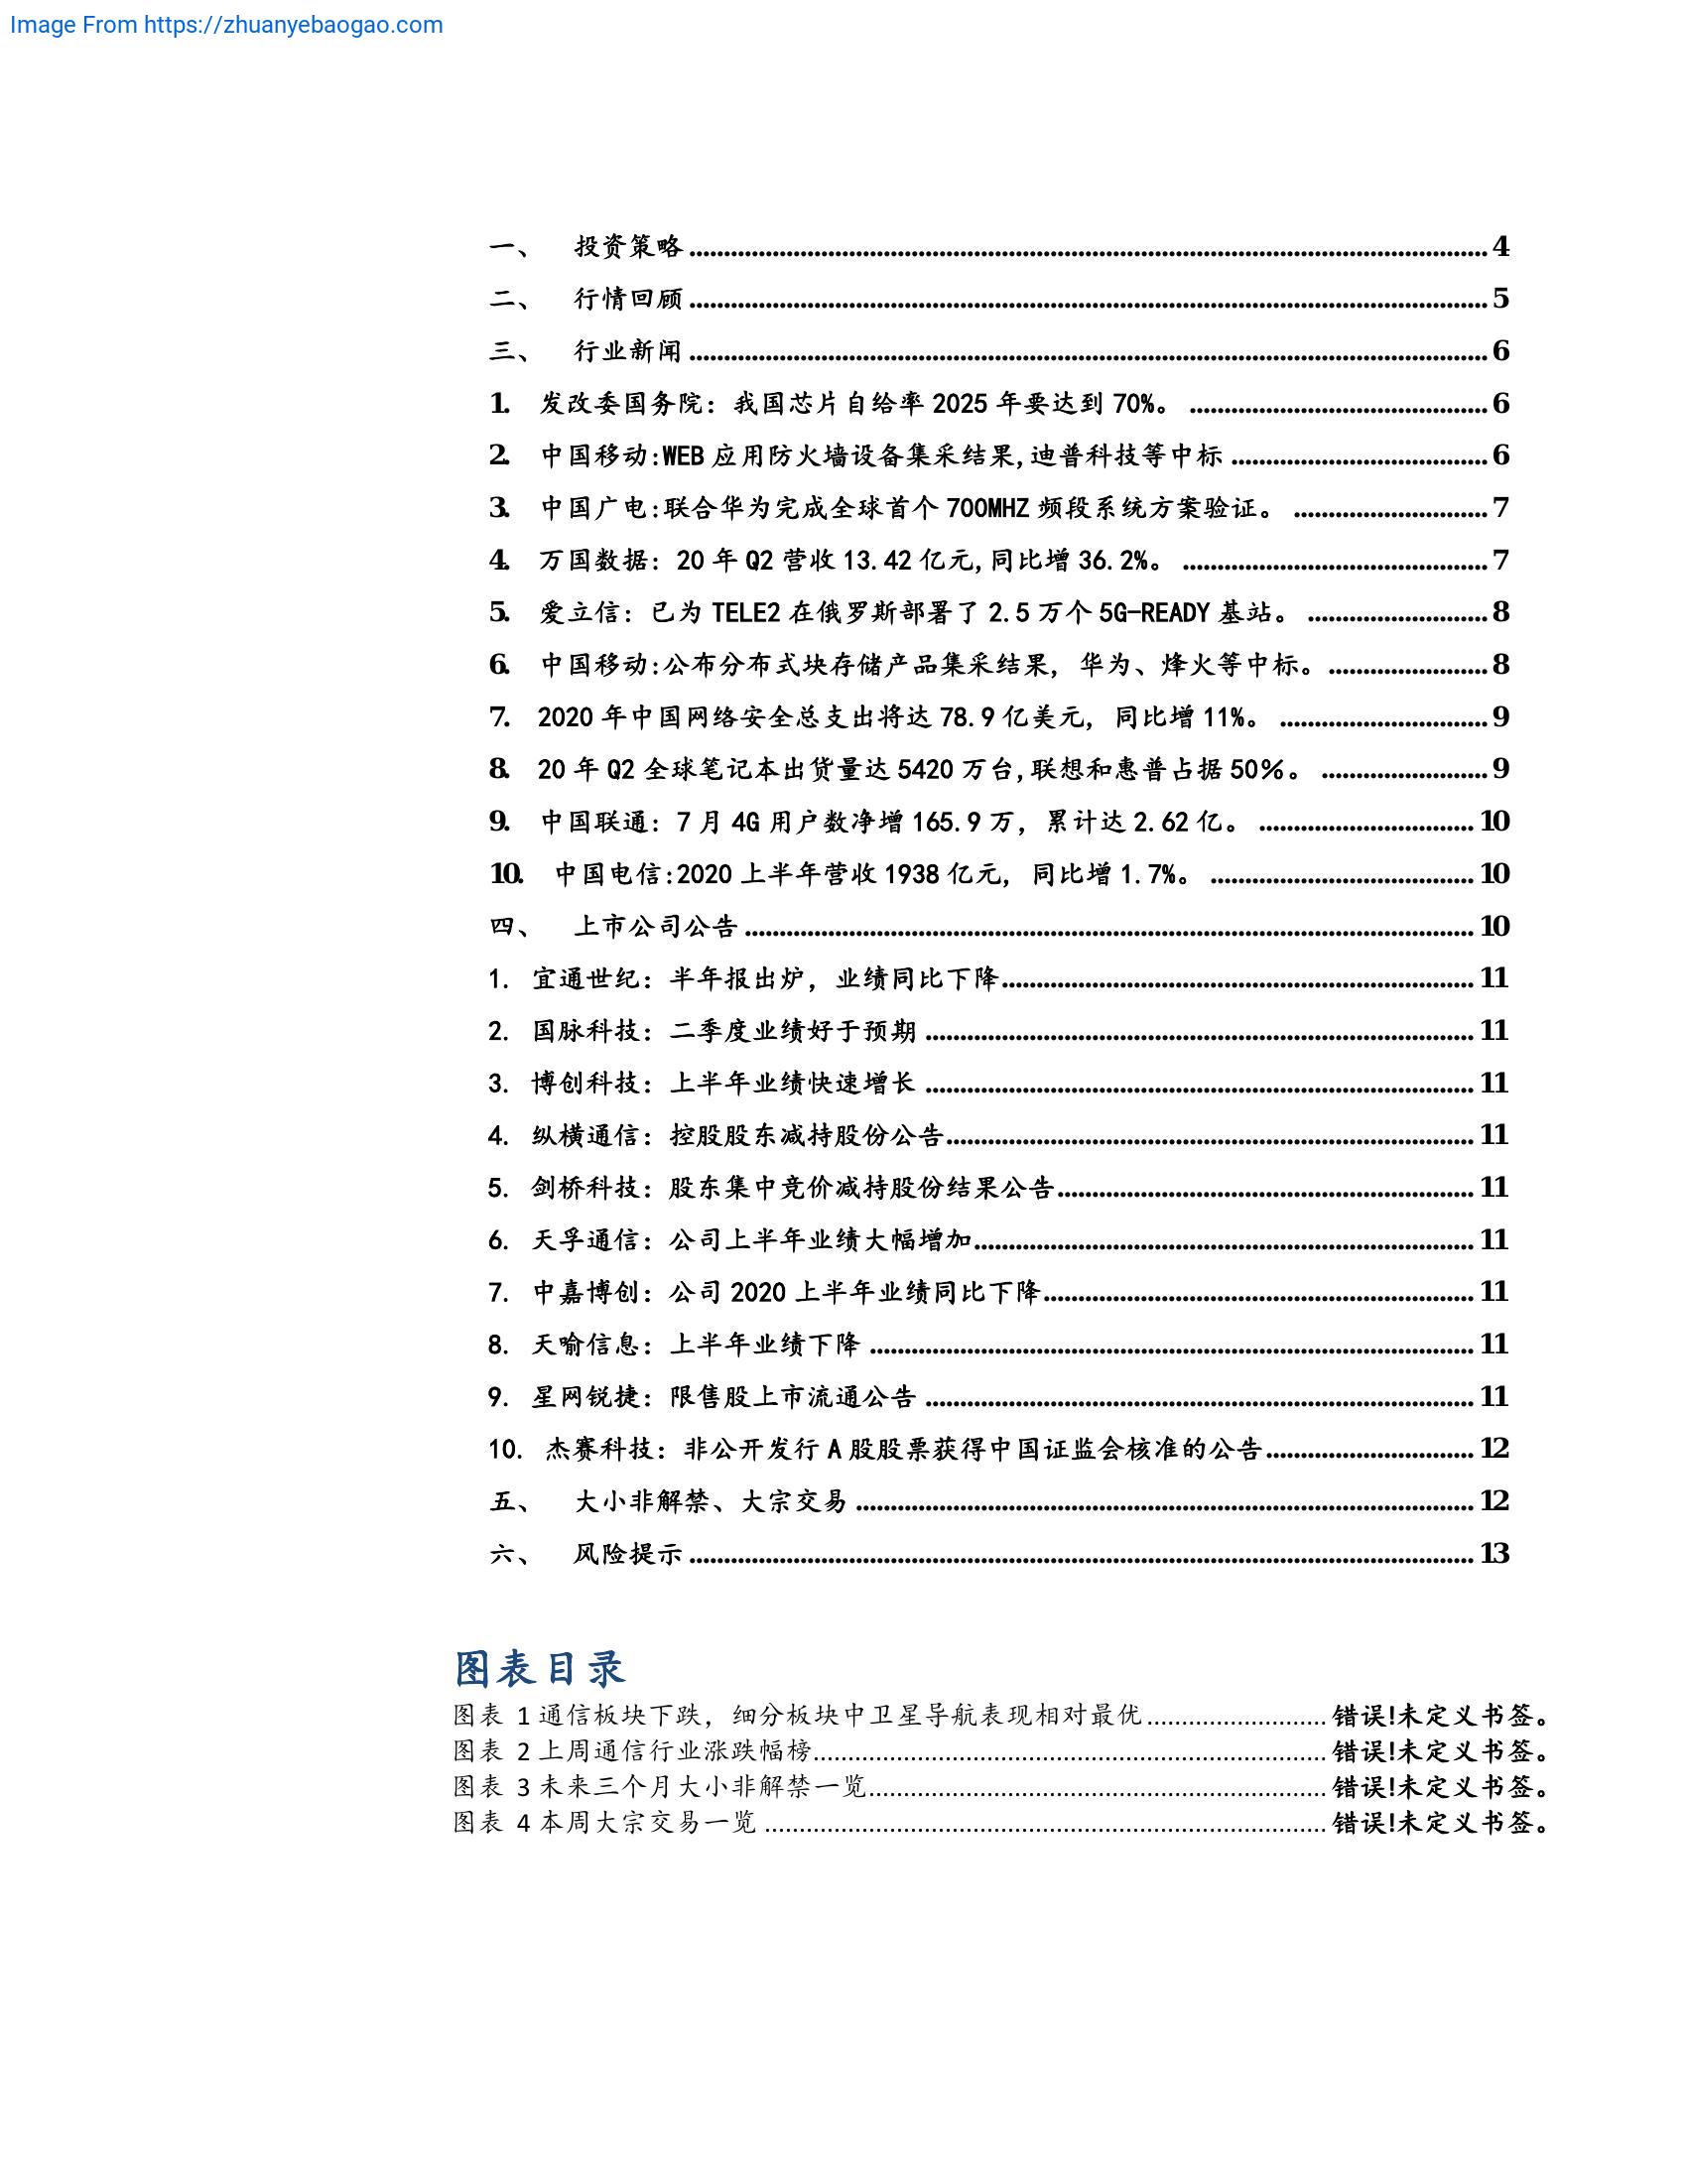 Image From https://zhuanyebaogao.com
一、 投资策略 4
二、 行情回顾 5
三、 行业新闻 6
1. 发改委国务院：我国芯片自给率 2025 年要达到 70%。 6
2. 中国移动:WEB 应用防火墙设备集采结果,迪普科技等中标 6
3. 中国广电:联合华为完成全球首个 700MHZ 频段系统方案验证。 7
4. 万国数据：20 年 Q2 营收 13.42 亿元,同比增 36.2%。 7
5. 爱立信：已为 TELE2 在俄罗斯部署了 2.5 万个 5G-READY 基站。 8
6. 中国移动:公布分布式块存储产品集采结果，华为、烽火等中标。 8
7. 2020 年中国网络安全总支出将达 78.9 亿美元，同比增 11%。 9
8. 20 年 Q2 全球笔记本出货量达 5420 万台,联想和惠普占据 50％。 9
9. 中国联通：7 月 4G 用户数净增 165.9 万，累计达 2.62 亿。 10
10. 中国电信:2020 上半年营收 1938 亿元，同比增 1.7%。 10
四、 上市公司公告 10
1. 宜通世纪：半年报出炉，业绩同比下降 11
2. 国脉科技：二季度业绩好于预期 11
3. 博创科技：上半年业绩快速增长 11
4. 纵横通信：控股股东减持股份公告 11
5. 剑桥科技：股东集中竞价减持股份结果公告 11
6. 天孚通信：公司上半年业绩大幅增加 11
7. 中嘉博创：公司 2020 上半年业绩同比下降 11
8. 天喻信息：上半年业绩下降 11
9. 星网锐捷：限售股上市流通公告 11
10. 杰赛科技：非公开发行 A 股股票获得中国证监会核准的公告 12
五、 大小非解禁、大宗交易 12
六、 风险提示 13
图表目录
图表 1 通信板块下跌，细分板块中卫星导航表现相对最优 错误!未定义书签。
图表 2 上周通信行业涨跌幅榜 错误!未定义书签。
图表 3 未来三个月大小非解禁一览 错误!未定义书签。
图表 4 本周大宗交易一览 错误!未定义书签。